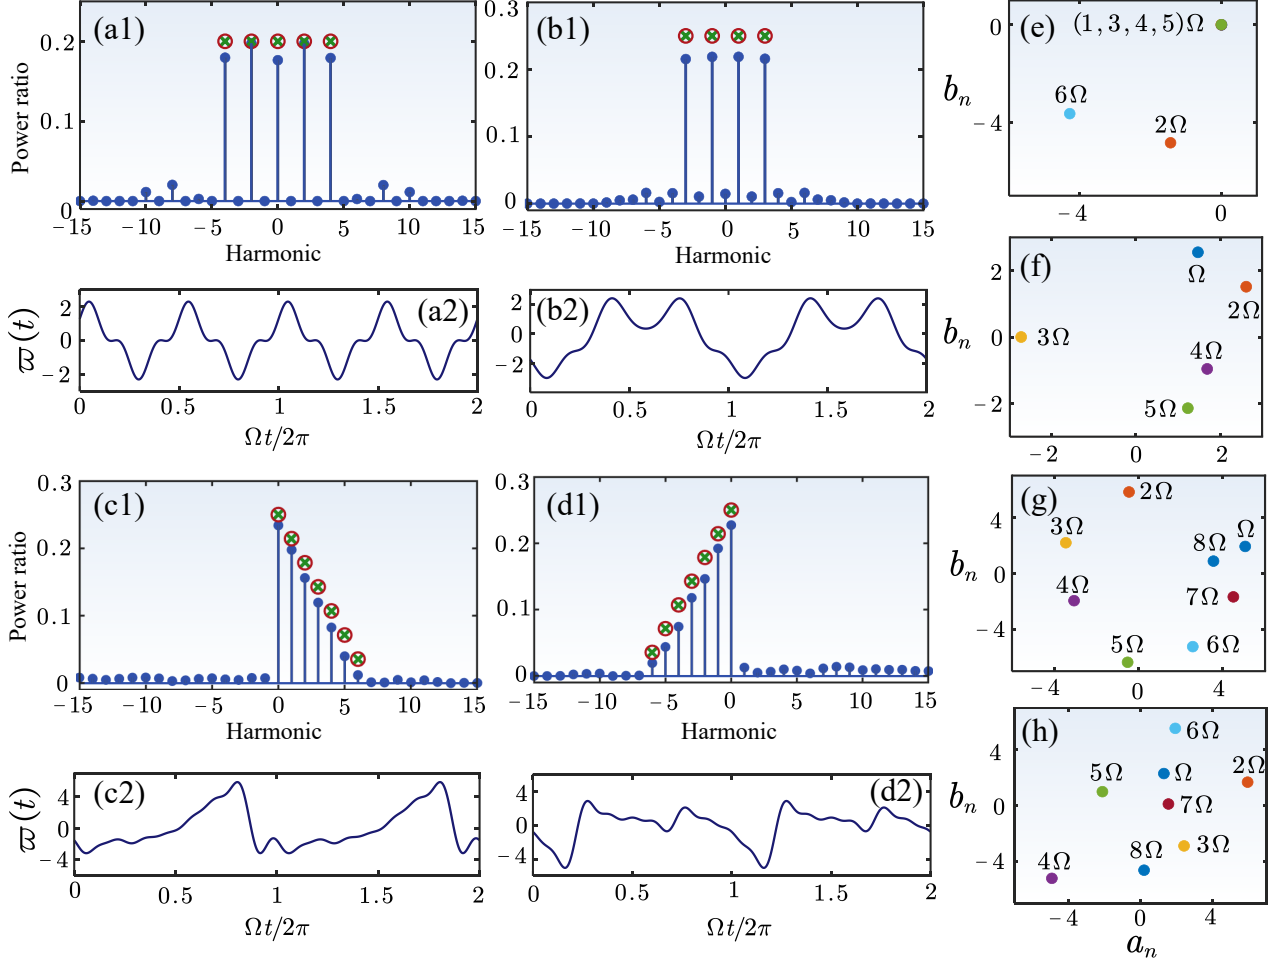 (a1)
Power ratio
0.2
0.1
0
−15 −10 −5 0 5 10 15
Harmonic
(b1)
0.3
0.2
0.1
0
−15 −10 −5 0 5 10 15
Harmonic
(e)
(1, 3, 4, 5)Ω
6Ω
2Ω
b_n
0
−4
−4 0
(a2)
ϖ(t)
2
0
−2
0 0.5 1 1.5 2
Ωt/2π
(b2)
2
0
−2
0 0.5 1 1.5 2
Ωt/2π
(f)
Ω
2Ω
3Ω
4Ω
5Ω
b_n
2
0
−2
−2 0 2
(c1)
Power ratio
0.3
0.2
0.1
0
−15 −10 −5 0 5 10 15
Harmonic
(d1)
0.3
0.2
0.1
0
−15 −10 −5 0 5 10 15
Harmonic
(g)
2Ω
3Ω
8Ω Ω
4Ω
7Ω
5Ω
6Ω
b_n
4
0
−4
−4 0 4
(c2)
ϖ(t)
4
0
−4
0 0.5 1 1.5 2
Ωt/2π
(d2)
4
0
−4
0 0.5 1 1.5 2
Ωt/2π
(h)
6Ω
5Ω Ω 2Ω
7Ω
3Ω
4Ω 8Ω
b_n
4
0
−4
−4 0 4
a_n